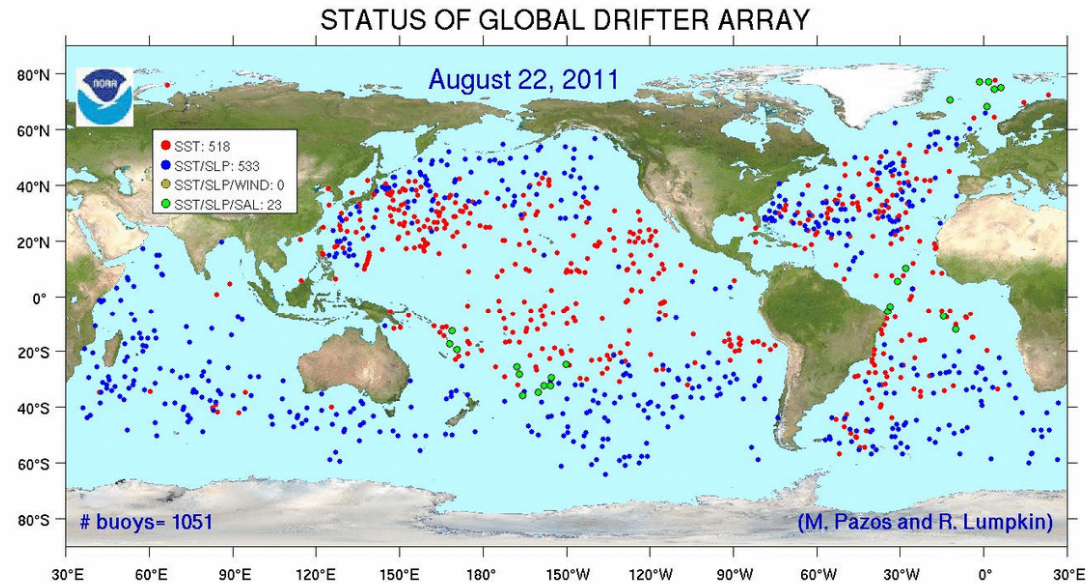 STATUS OF GLOBAL DRIFTER ARRAY
80°N
60°N
40°N
20°N
0°
20°S
40°S
60°S
80°S
NOAA
August 22, 2011
SST: 518
SST/SLP: 533
SST/SLP/WIND: 0
SST/SLP/SAL: 23
# buoys= 1051
(M. Pazos and R. Lumpkin)
30°E 60°E 90°E 120°E 150°E 180° 150°W 120°W 90°W 60°W 30°W 0° 30°E